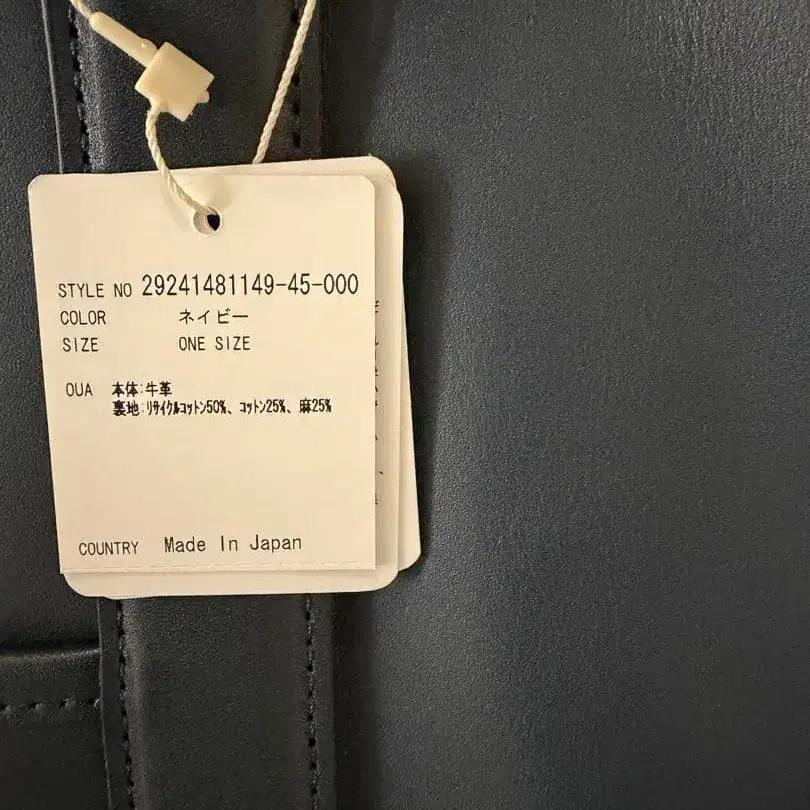 STYLE NO 29241481149-45-000
COLOR ネイビー
SIZE ONE SIZE
OUA 本体:牛革
裏地:ﾘｻｲｸﾙｺｯﾄﾝ50%、ｺｯﾄﾝ25%、麻25%
COUNTRY Made In Japan